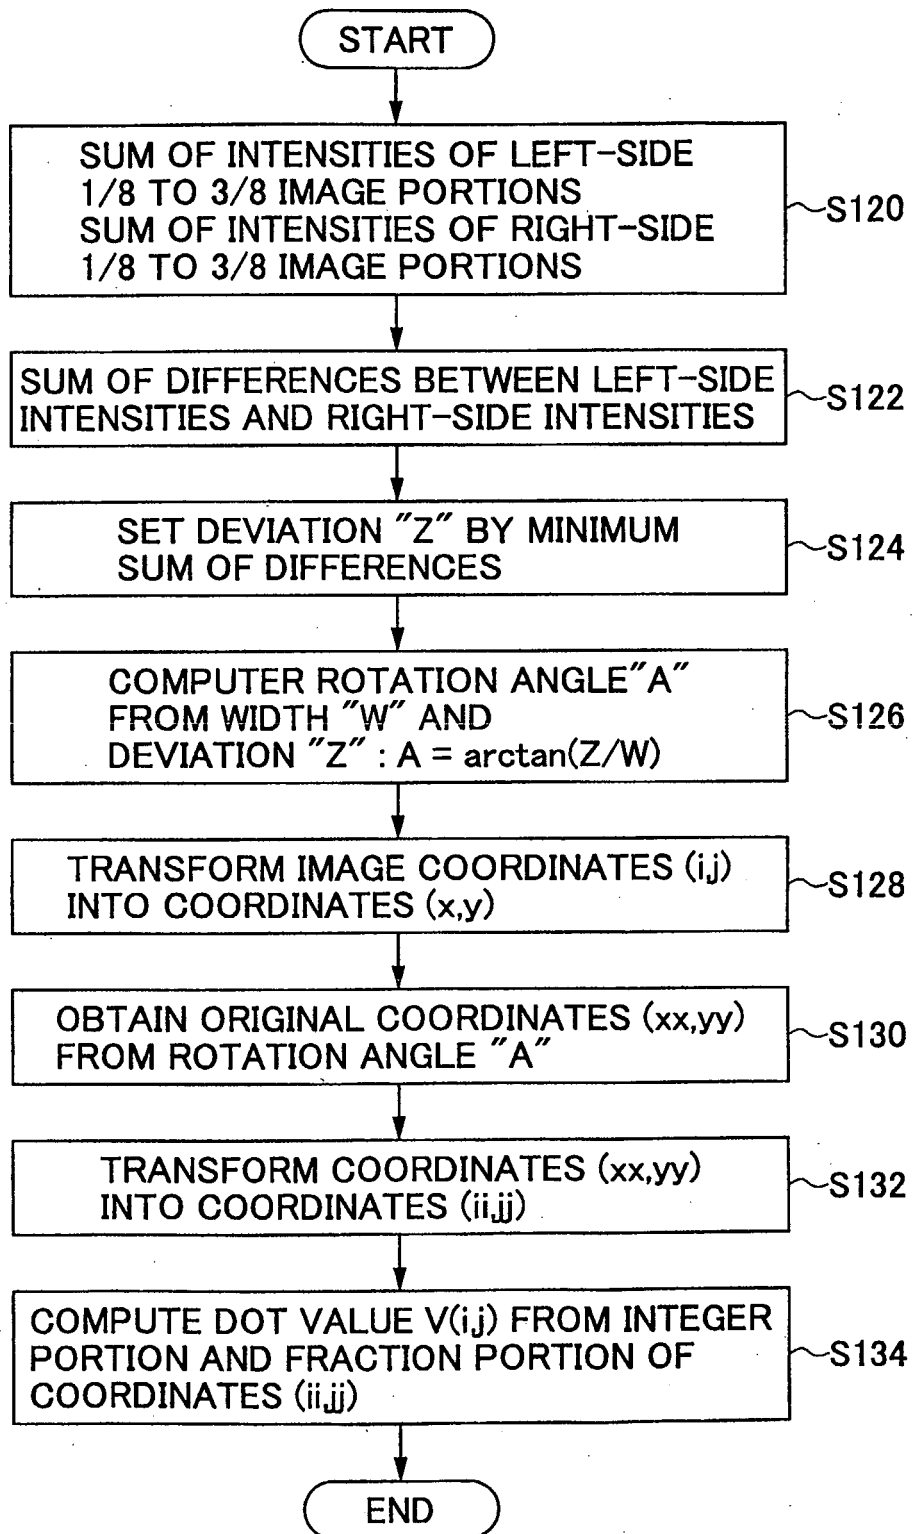 START
SUM OF INTENSITIES OF LEFT-SIDE
1/8 TO 3/8 IMAGE PORTIONS
SUM OF INTENSITIES OF RIGHT-SIDE
1/8 TO 3/8 IMAGE PORTIONS
S120
SUM OF DIFFERENCES BETWEEN LEFT-SIDE
INTENSITIES AND RIGHT-SIDE INTENSITIES
S122
SET DEVIATION "Z" BY MINIMUM
SUM OF DIFFERENCES
S124
COMPUTER ROTATION ANGLE"A"
FROM WIDTH "W" AND
DEVIATION "Z" : A = arctan(Z/W)
S126
TRANSFORM IMAGE COORDINATES (i,j)
INTO COORDINATES (x,y)
S128
OBTAIN ORIGINAL COORDINATES (xx,yy)
FROM ROTATION ANGLE "A"
S130
TRANSFORM COORDINATES (xx,yy)
INTO COORDINATES (ii,jj)
S132
COMPUTE DOT VALUE V(i,j) FROM INTEGER
PORTION AND FRACTION PORTION OF
COORDINATES (ii,jj)
S134
END